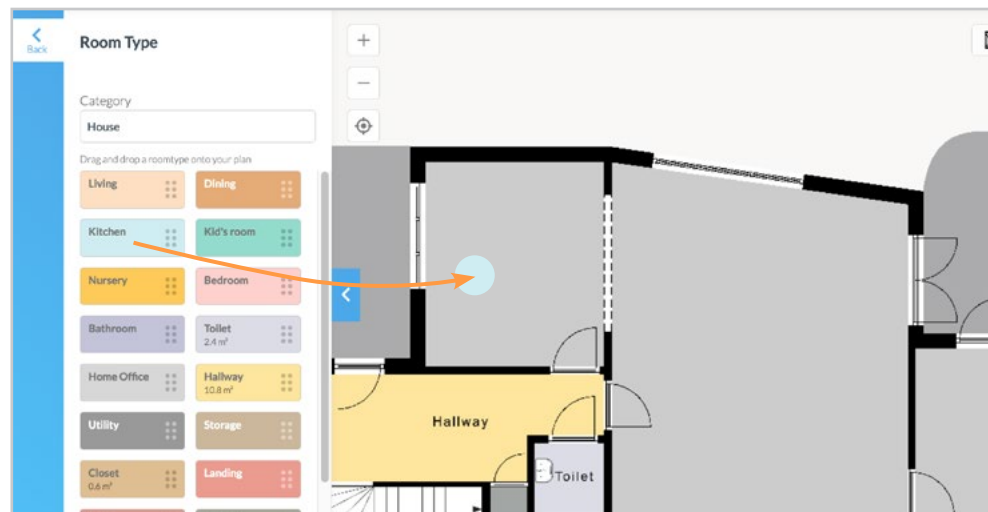 Back
Room Type
Category
House
Drag and drop a roomtype onto your plan
Living
Dining
Kitchen
Kid's room
Nursery
Bedroom
Bathroom
Toilet
2.4 m²
Home Office
Hallway
10.8 m²
Utility
Storage
Closet
0.6 m²
Landing
Hallway
Toilet